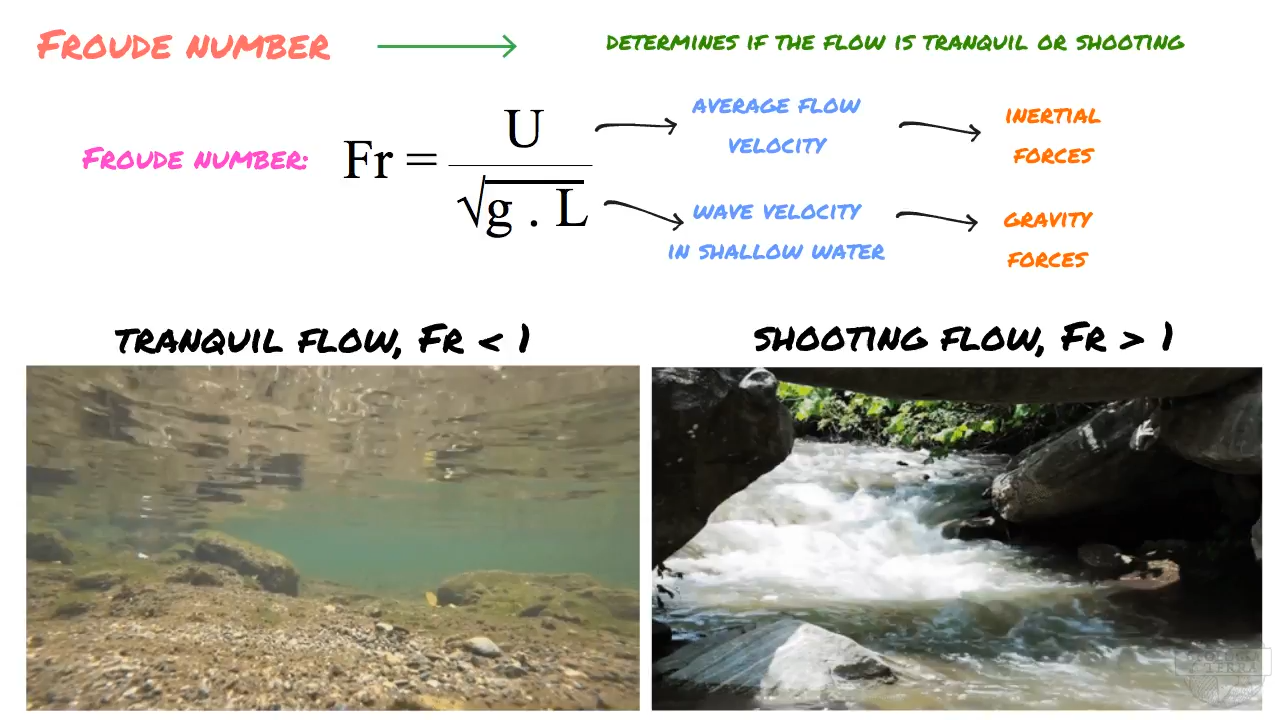 Froude number
determines if the flow is tranquil or shooting
Froude number:
Fr = U / √g . L
average flow
velocity
inertial
forces
wave velocity
in shallow water
gravity
forces
tranquil flow, Fr < 1
shooting flow, Fr > 1